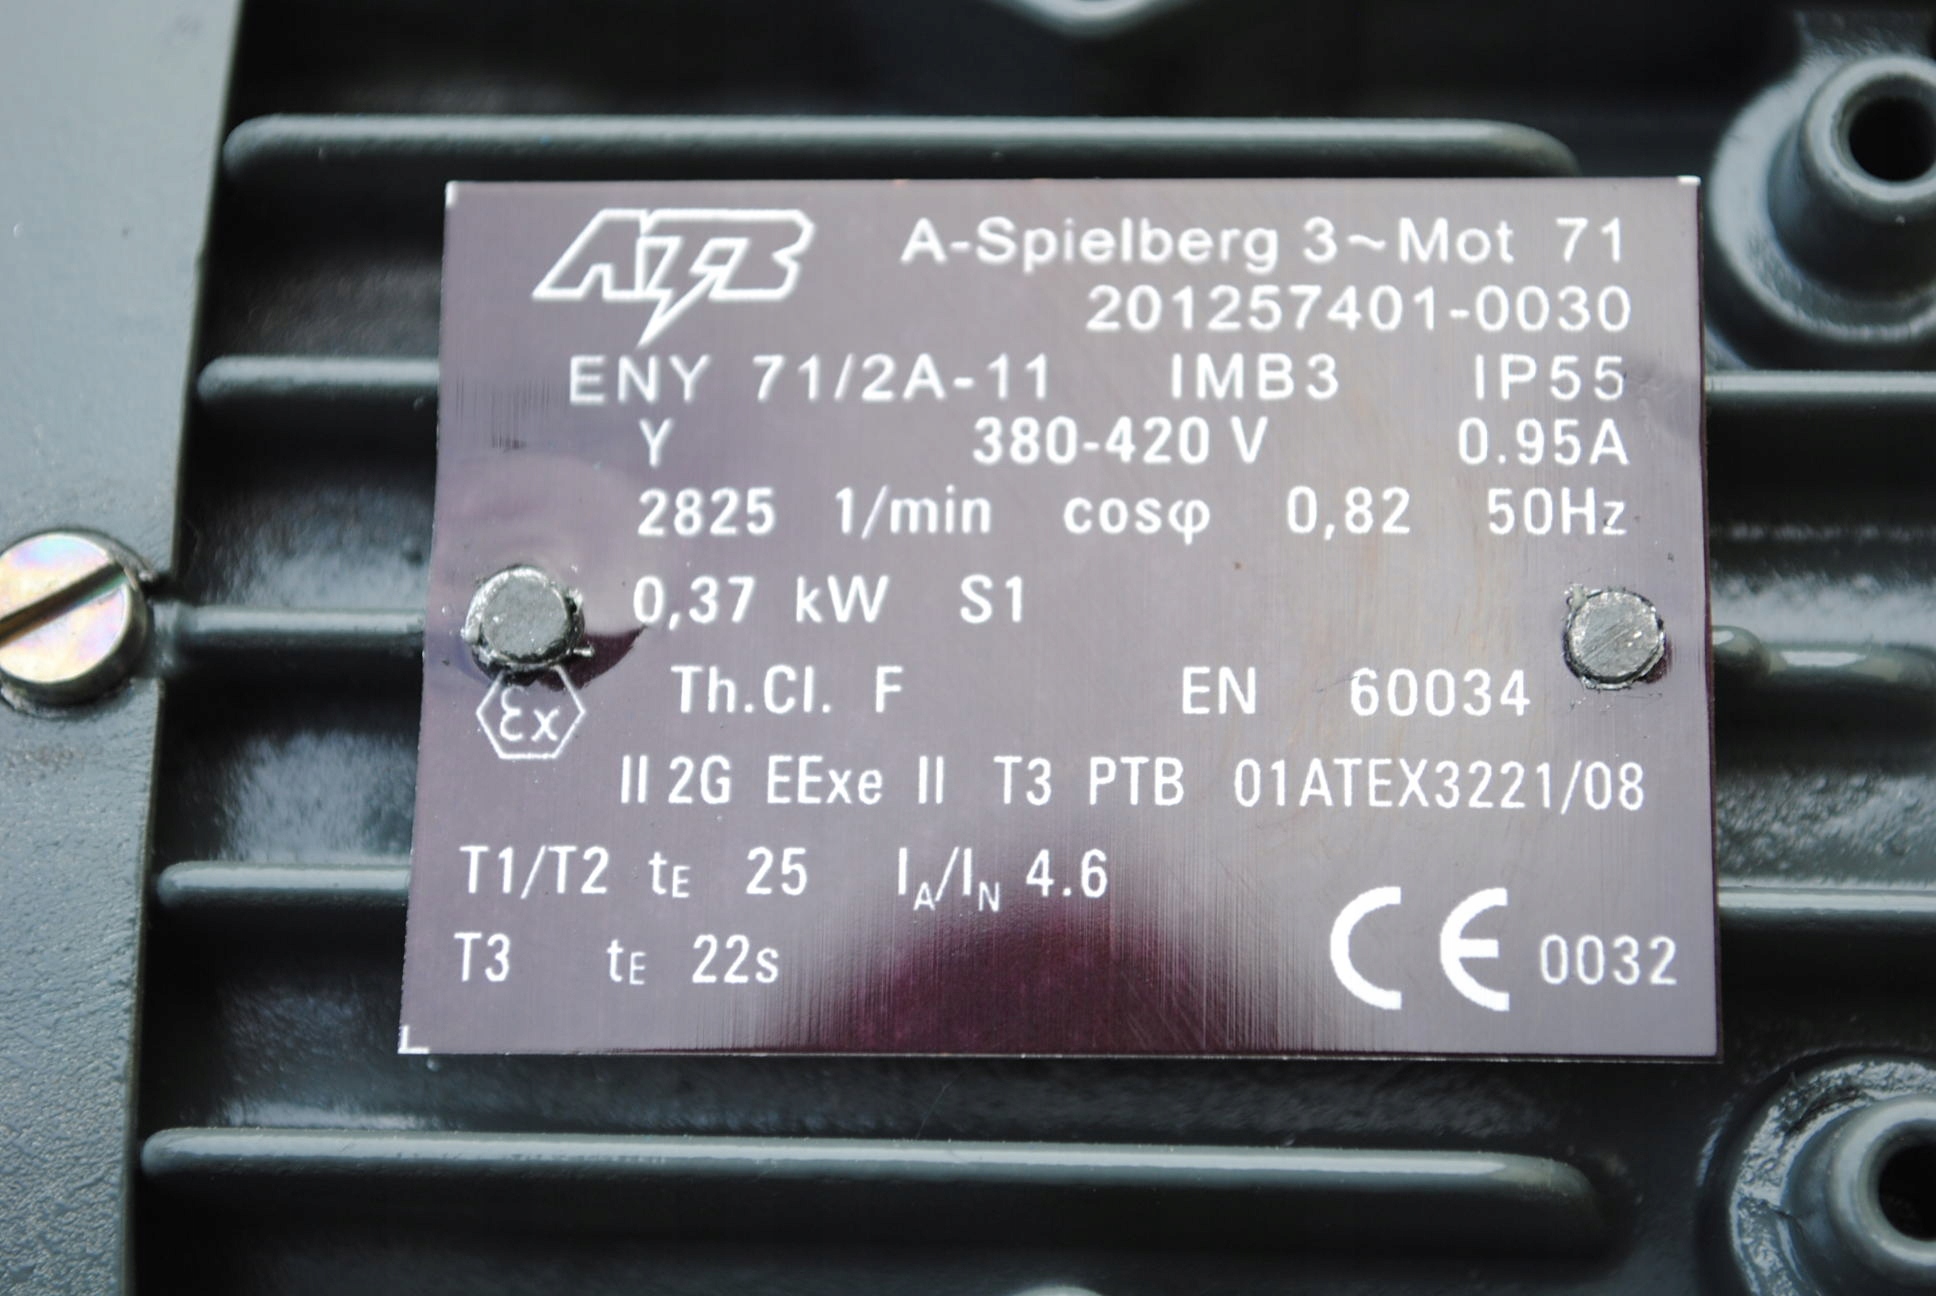 ATB A-Spielberg 3~Mot 71
201257401-0030
ENY 71/2A-11 IMB3 IP55
Y 380-420 V 0.95A
2825 1/min cosφ 0,82 50Hz
0,37 kW S1
Th.Cl. F EN 60034
εx
II 2G EExe II T3 PTB 01ATEX3221/08
T1/T2 tE 25 IA/IN 4.6
T3 tE 22s
CE 0032